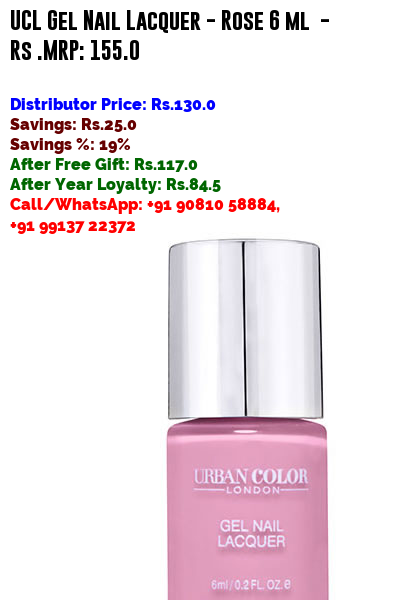 UCL Gel Nail Lacquer - Rose 6 ml  -
Rs .MRP: 155.0
Distributor Price: Rs.130.0
Savings: Rs.25.0
Savings %: 19%
After Free Gift: Rs.117.0
After Year Loyalty: Rs.84.5
Call/WhatsApp: +91 90810 58884,
+91 99137 22372
URBAN COLOR
LONDON
GEL NAIL
LACQUER
6ml / 0.2 FL. OZ. e